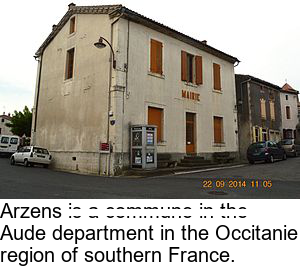 MAIRIE
22 09 2014 11 05
Arzens is a commune in the
Aude department in the Occitanie
region of southern France.